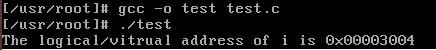 [/usr/root]# gcc -o test test.c
[/usr/root]# ./test
The logical/vitrual address of i is 0x00003004